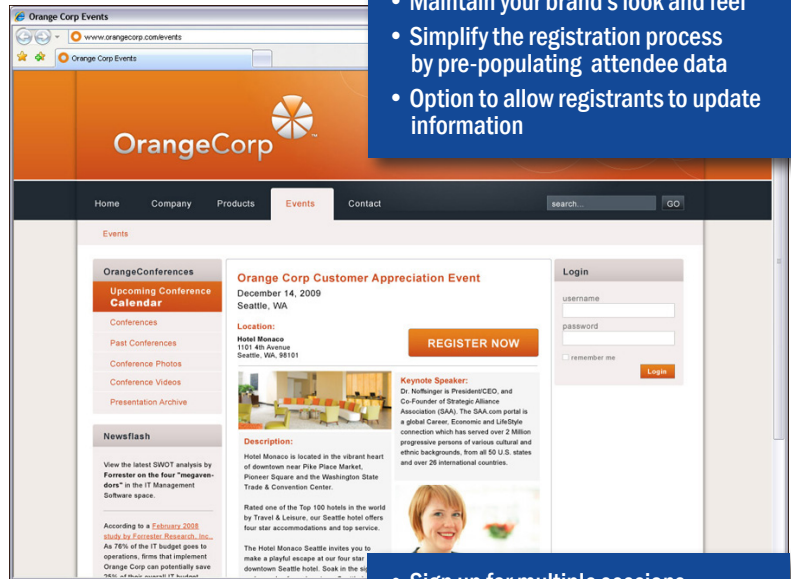 • Maintain your brand's look and feel
• Simplify the registration process
by pre-populating attendee data
• Option to allow registrants to update
information
Orange Corp Events
www.orangecorp.com/events
Orange Corp Events
OrangeCorp™
Home Company Products Events Contact
search... GO
Events
OrangeConferences
Upcoming Conference
Calendar
Conferences
Past Conferences
Conference Photos
Conference Videos
Presentation Archive
Newsflash
View the latest SWOT analysis by
Forrester on the four "megaven-
dors" in the IT Management
Software space.
According to a February 2008
study by Forrester Research, Inc.,
As 76% of the IT budget goes to
operations, firms that implement
Orange Corp can potentially save
25% of their overall IT budget
Orange Corp Customer Appreciation Event
December 14, 2009
Seattle, WA
Location:
Hotel Monaco
1101 4th Avenue
Seattle, WA, 98101
REGISTER NOW
Description:
Hotel Monaco is located in the vibrant heart
of downtown near Pike Place Market,
Pioneer Square and the Washington State
Trade & Convention Center.
Rated one of the Top 100 hotels in the world
by Travel & Leisure, our Seattle hotel offers
four star accommodations and top service.
The Hotel Monaco Seattle invites you to
make a playful escape at our four star
downtown Seattle hotel. Soak in the
Keynote Speaker:
Dr. Noffsinger is President/CEO, and
Co-Founder of Strategic Alliance
Association (SAA). The SAA.com portal is
a global Career, Economic and LifeStyle
connection which has served over 2 Million
progressive persons of various cultural and
ethnic backgrounds, from all 50 U.S. states
and over 26 international countries.
Login
username
password
remember me
Login
• Sign up for multiple sessions